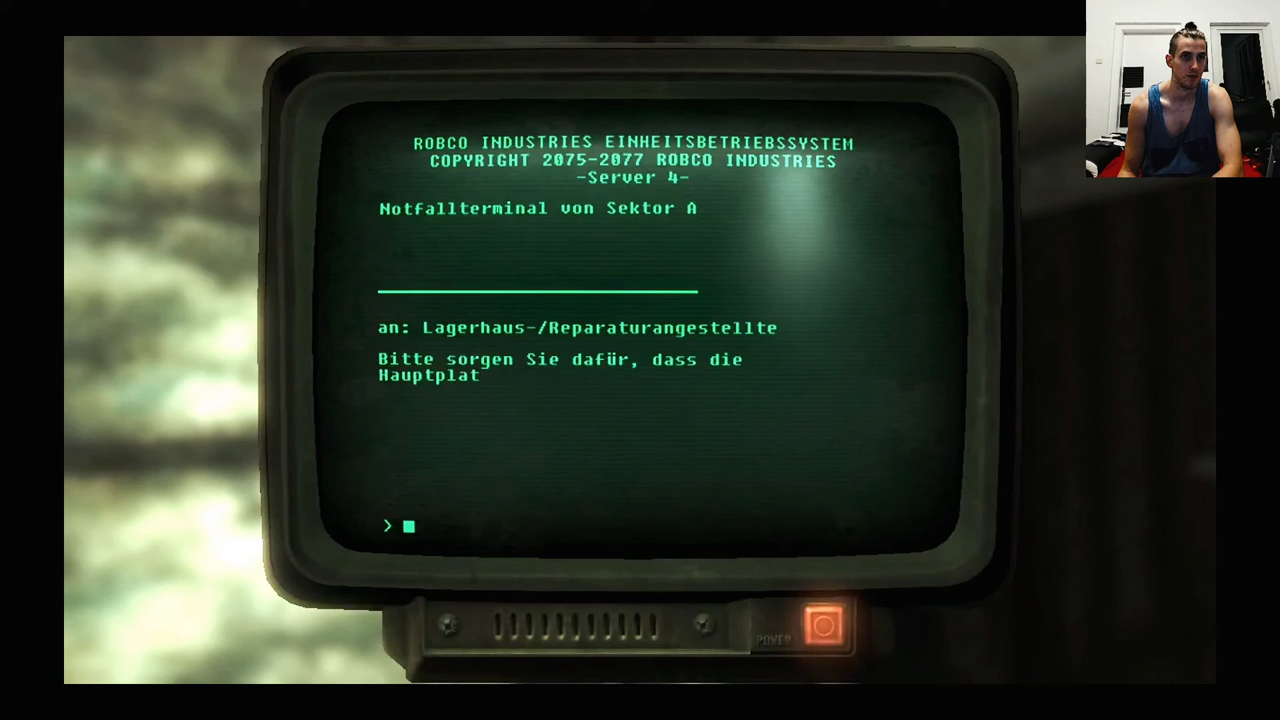 ROBCO INDUSTRIES EINHEITSBETRIEBSSYSTEM
COPYRIGHT 2075-2077 ROBCO INDUSTRIES
-Server 4-
Notfallterminal von Sektor A
an: Lagerhaus-/Reparaturangestellte
Bitte sorgen Sie dafür, dass die
Hauptplat
>
POWER